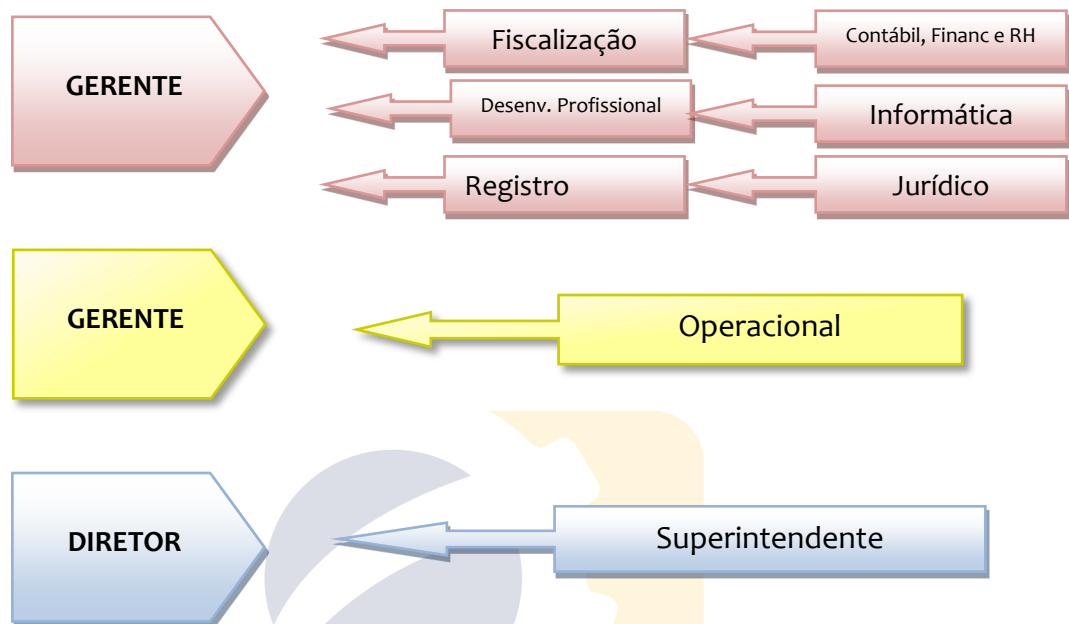 GERENTE
Fiscalização
Contábil, Financ e RH
Desenv. Profissional
Informática
Registro
Jurídico
GERENTE
Operacional
DIRETOR
Superintendente